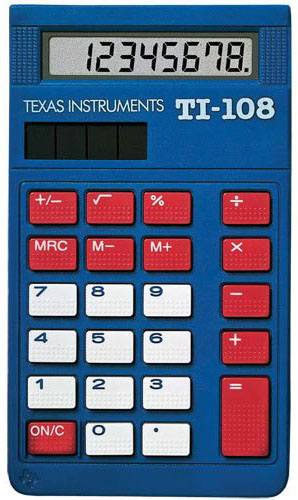 12345678.
TEXAS INSTRUMENTS TI-108
+/− √ % ÷
MRC M− M+ ×
7 8 9 −
4 5 6 +
1 2 3 =
ON/C 0 .